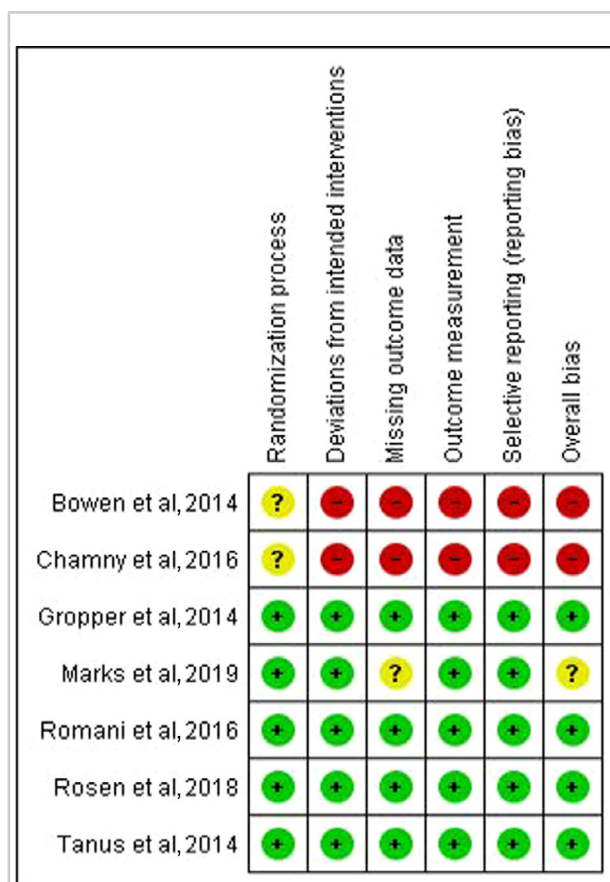 Randomization process
Deviations from intended interventions
Missing outcome data
Outcome measurement
Selective reporting (reporting bias)
Overall bias
Bowen et al, 2014 ? - - - - -
Chamny et al, 2016 ? - - - - -
Gropper et al, 2014 + + + + + +
Marks et al, 2019 + + ? + + ?
Romani et al, 2016 + + + + + +
Rosen et al, 2018 + + + + + +
Tanus et al, 2014 + + + + + +